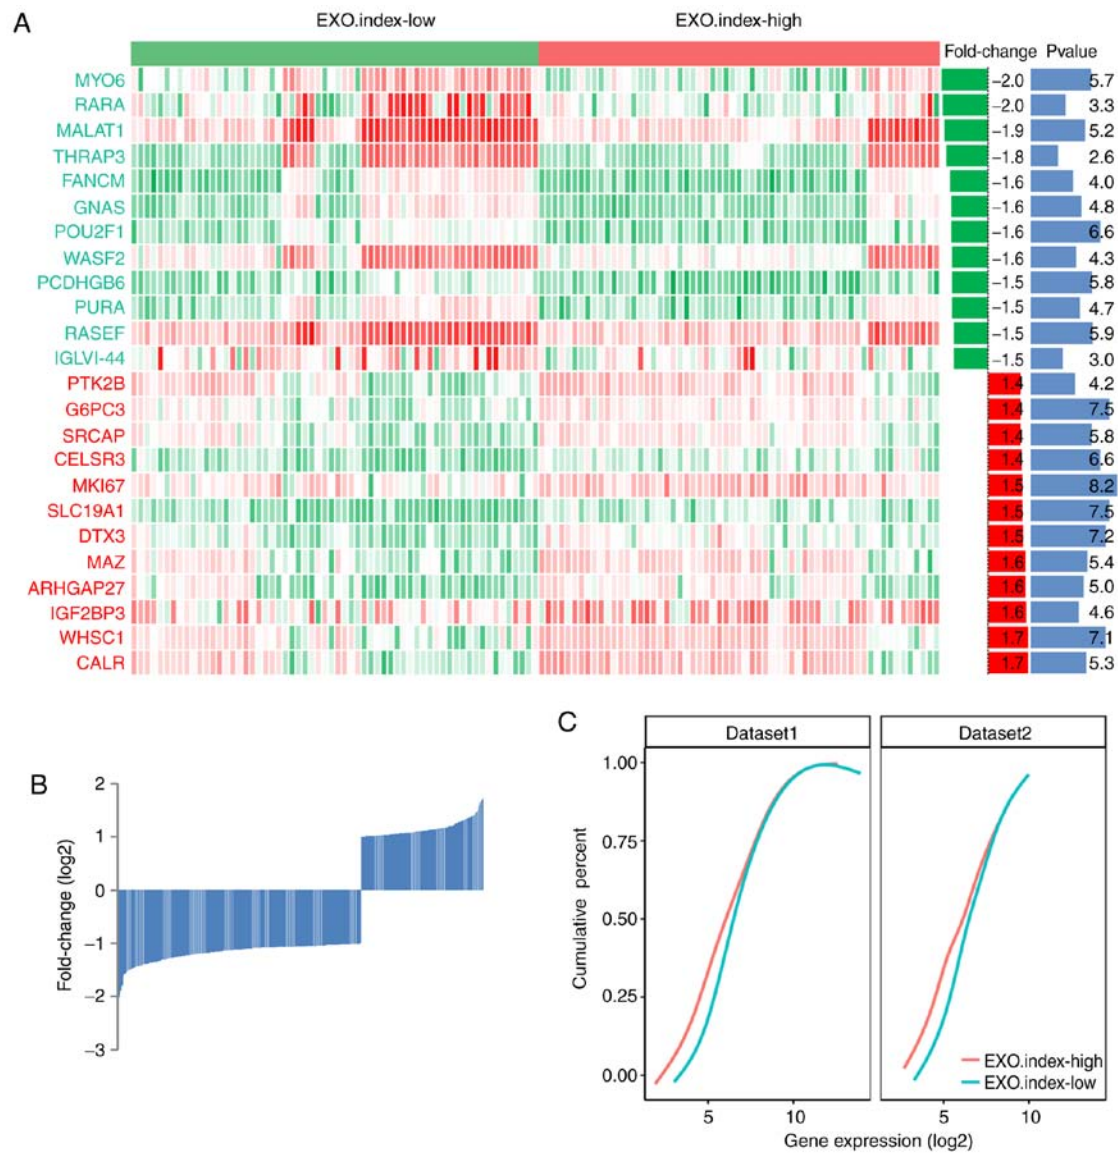 A
EXO.index-low EXO.index-high
Fold-change Pvalue
MYO6 −2.0 5.7
RARA −2.0 3.3
MALAT1 −1.9 5.2
THRAP3 −1.8 2.6
FANCM −1.6 4.0
GNAS −1.6 4.8
POU2F1 −1.6 6.6
WASF2 −1.6 4.3
PCDHGB6 −1.5 5.8
PURA −1.5 4.7
RASEF −1.5 5.9
IGLVI-44 −1.5 3.0
PTK2B 1.4 4.2
G6PC3 1.4 7.5
SRCAP 1.4 5.8
CELSR3 1.4 6.6
MKI67 1.5 8.2
SLC19A1 1.5 7.5
DTX3 1.5 7.2
MAZ 1.6 5.4
ARHGAP27 1.6 5.0
IGF2BP3 1.6 4.6
WHSC1 1.7 7.1
CALR 1.7 5.3
B
Fold-change (log2)
2
1
0
−1
−2
−3
C
Dataset1 Dataset2
Cumulative percent
1.00
0.75
0.50
0.25
0.00
EXO.index-high
EXO.index-low
5 10 5 10
Gene expression (log2)